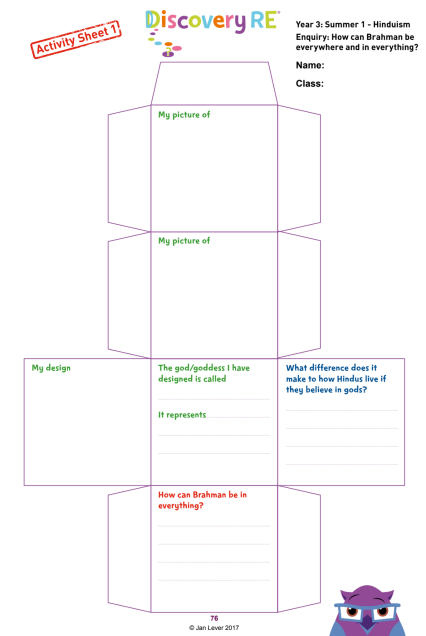 Discovery RE
Activity Sheet 1
Year 3: Summer 1 - Hinduism
Enquiry: How can Brahman be
everywhere and in everything?
Name:
Class:
My picture of
My picture of
My design
The god/goddess I have
designed is called
It represents
What difference does it
make to how Hindus live if
they believe in gods?
How can Brahman be in
everything?
76
© Jan Lever 2017